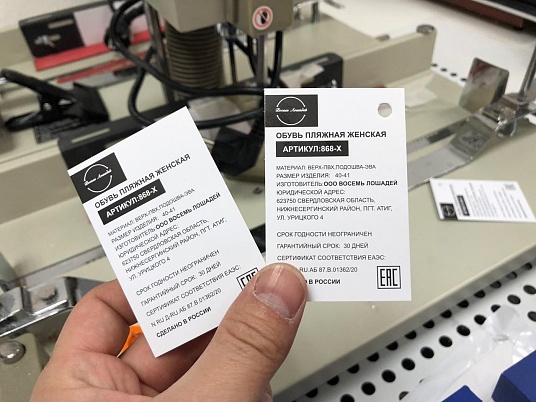 ОБУВЬ ПЛЯЖНАЯ ЖЕНСКАЯ
АРТИКУЛ:868-X
МАТЕРИАЛ: ВЕРХ-ПВХ,ПОДОШВА-ЭВА
РАЗМЕР ИЗДЕЛИЯ: 40-41
ИЗГОТОВИТЕЛЬ:ООО ВОСЕМЬ ЛОШАДЕЙ
ЮРИДИЧЕСКОЙ АДРЕС:
623750 СВЕРДЛОВСКАЯ ОБЛАСТЬ,
НИЖНЕСЕРГИНСКИЙ РАЙОН, ПГТ. АТИГ,
УЛ. УРИЦКОГО 4
СРОК ГОДНОСТИ НЕОГРАНИЧЕН
ГАРАНТИЙНЫЙ СРОК: 30 ДНЕЙ
СЕРТИФИКАТ СООТВЕТСТВИЯ ЕАЭС:
N RU Д-RU.АБ 87.В.01362/20
СДЕЛАНО В РОССИИ
ОБУВЬ ПЛЯЖНАЯ ЖЕНСКАЯ
АРТИКУЛ:868-X
МАТЕРИАЛ: ВЕРХ-ПВХ,ПОДОШВА-ЭВА
РАЗМЕР ИЗДЕЛИЯ: 40-41
ИЗГОТОВИТЕЛЬ:ООО ВОСЕМЬ ЛОШАДЕЙ
ЮРИДИЧЕСКОЙ АДРЕС:
623750 СВЕРДЛОВСКАЯ ОБЛАСТЬ,
НИЖНЕСЕРГИНСКИЙ РАЙОН, ПГТ. АТИГ,
УЛ. УРИЦКОГО 4
СРОК ГОДНОСТИ НЕОГРАНИЧЕН
ГАРАНТИЙНЫЙ СРОК: 30 ДНЕЙ
СЕРТИФИКАТ СООТВЕТСТВИЯ ЕАЭС:
RU.АБ 87.В.01362/20
В РОССИИ
EAC